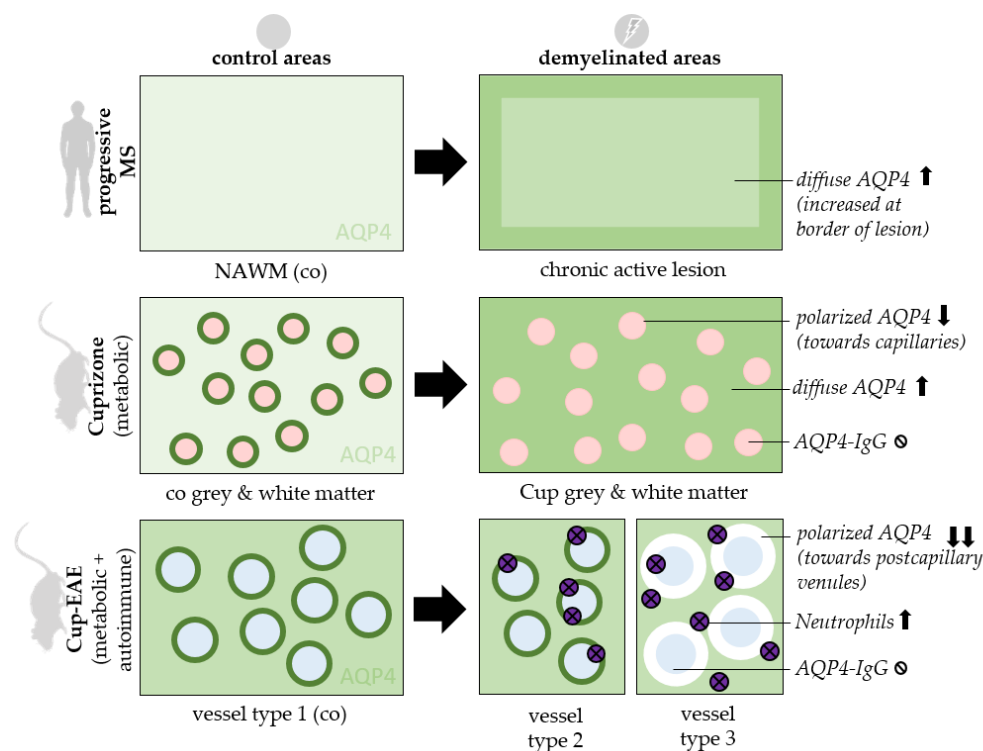 control areas
demyelinated areas
progressive
MS
AQP4
diffuse AQP4
(increased at
border of lesion)
NAWM (co)
chronic active lesion
Cuprizone
(metabolic)
AQP4
polarized AQP4
(towards capillaries)
diffuse AQP4
AQP4-IgG
co grey & white matter
Cup grey & white matter
Cup-EAE
(metabolic +
autoimmune)
AQP4
polarized AQP4
(towards postcapillary
venules)
Neutrophils
AQP4-IgG
vessel type 1 (co)
vessel
type 2
vessel
type 3